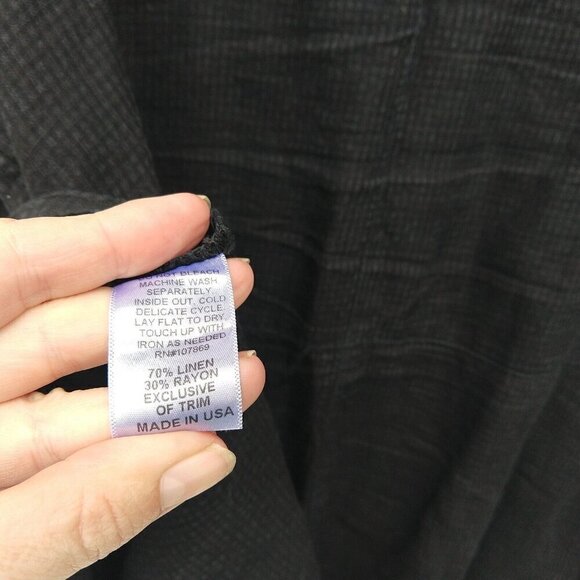 NOT BLEACH
MACHINE WASH
SEPARATELY.
INSIDE OUT, COLD
DELICATE CYCLE.
LAY FLAT TO DRY.
TOUCH UP WITH
IRON AS NEEDED
RN#107869
70% LINEN
30% RAYON
EXCLUSIVE
OF TRIM
MADE IN USA